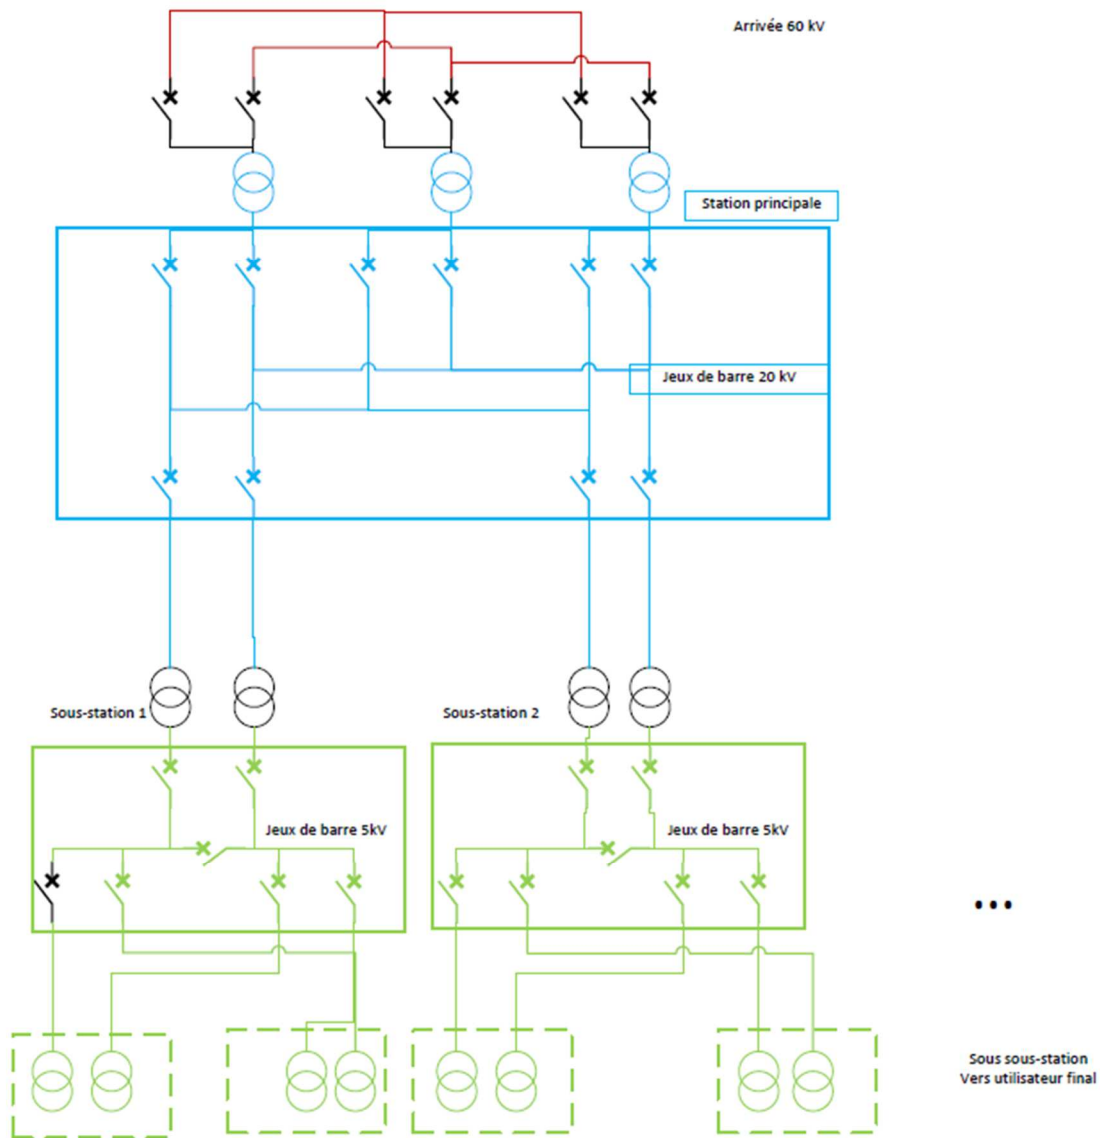 Arrivée 60 kV
Station principale
Jeux de barre 20 kV
Sous-station 1
Sous-station 2
Jeux de barre 5kV
Jeux de barre 5kV
...
Sous sous-station
Vers utilisateur final